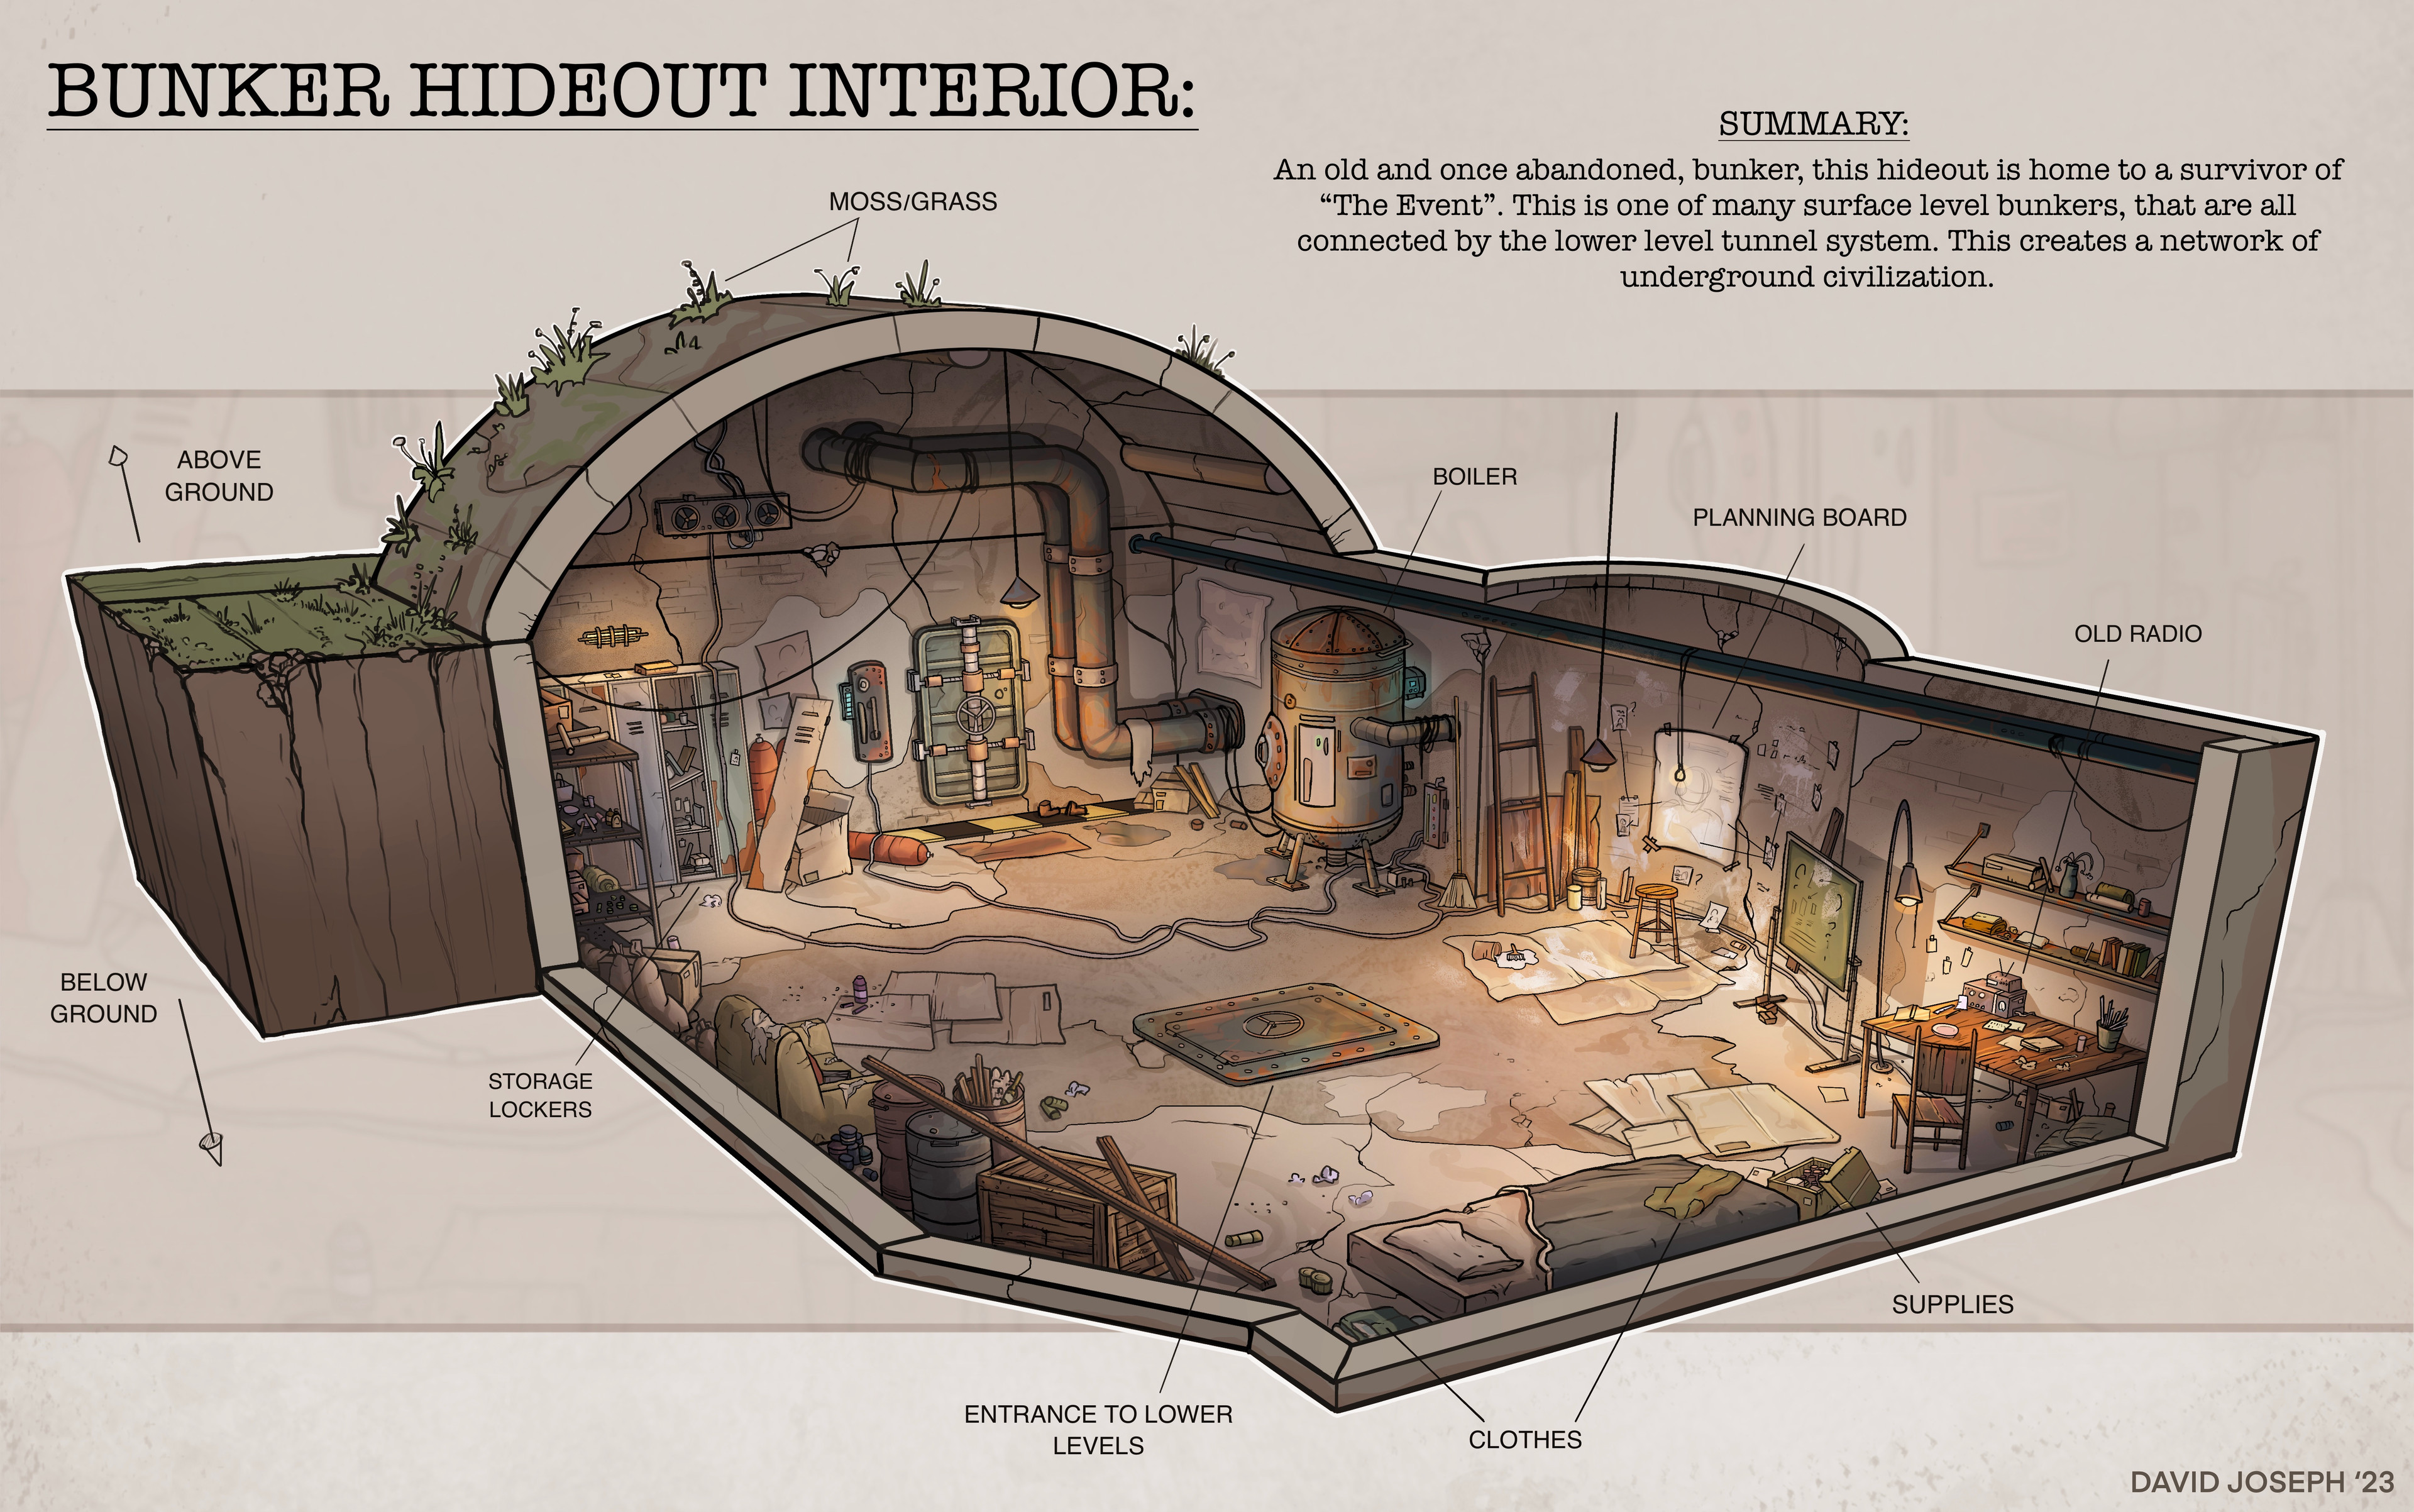 BUNKER HIDEOUT INTERIOR:
SUMMARY:
An old and once abandoned, bunker, this hideout is home to a survivor of
“The Event”. This is one of many surface level bunkers, that are all
connected by the lower level tunnel system. This creates a network of
underground civilization.
MOSS/GRASS
ABOVE
GROUND
BOILER
PLANNING BOARD
OLD RADIO
BELOW
GROUND
STORAGE
LOCKERS
SUPPLIES
ENTRANCE TO LOWER
LEVELS
CLOTHES
DAVID JOSEPH ‘23